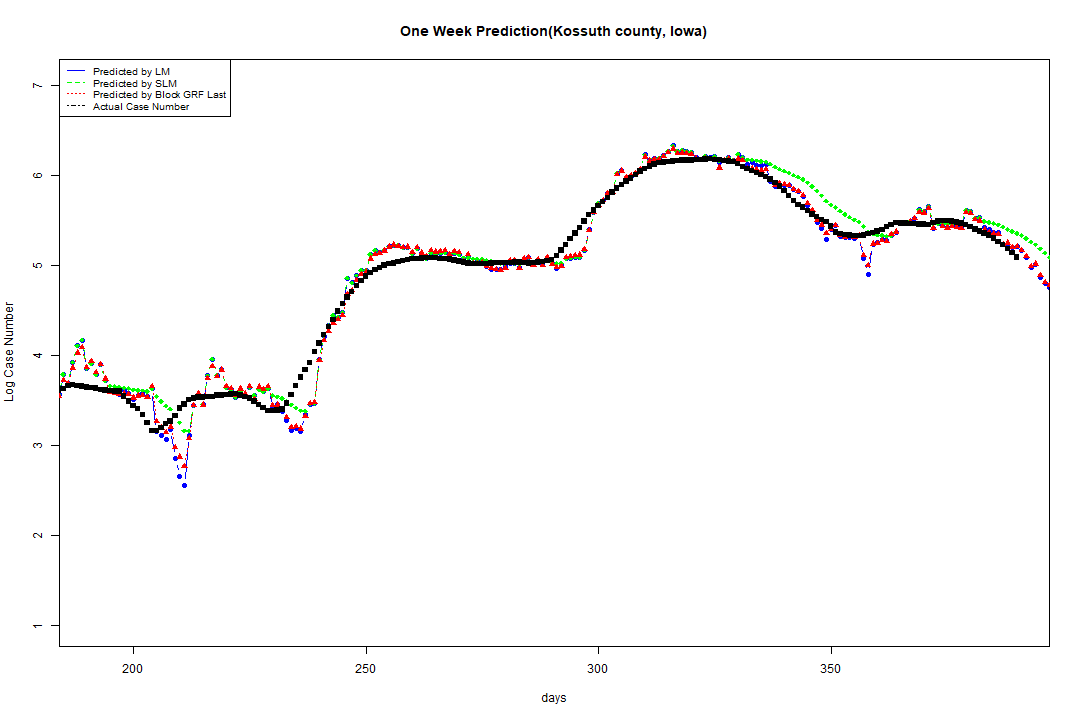 One Week Prediction(Kossuth county, Iowa)
Predicted by LM
Predicted by SLM
Predicted by Block GRF Last
Actual Case Number
7
6
5
4
3
2
1
Log Case Number
200 250 300 350
days